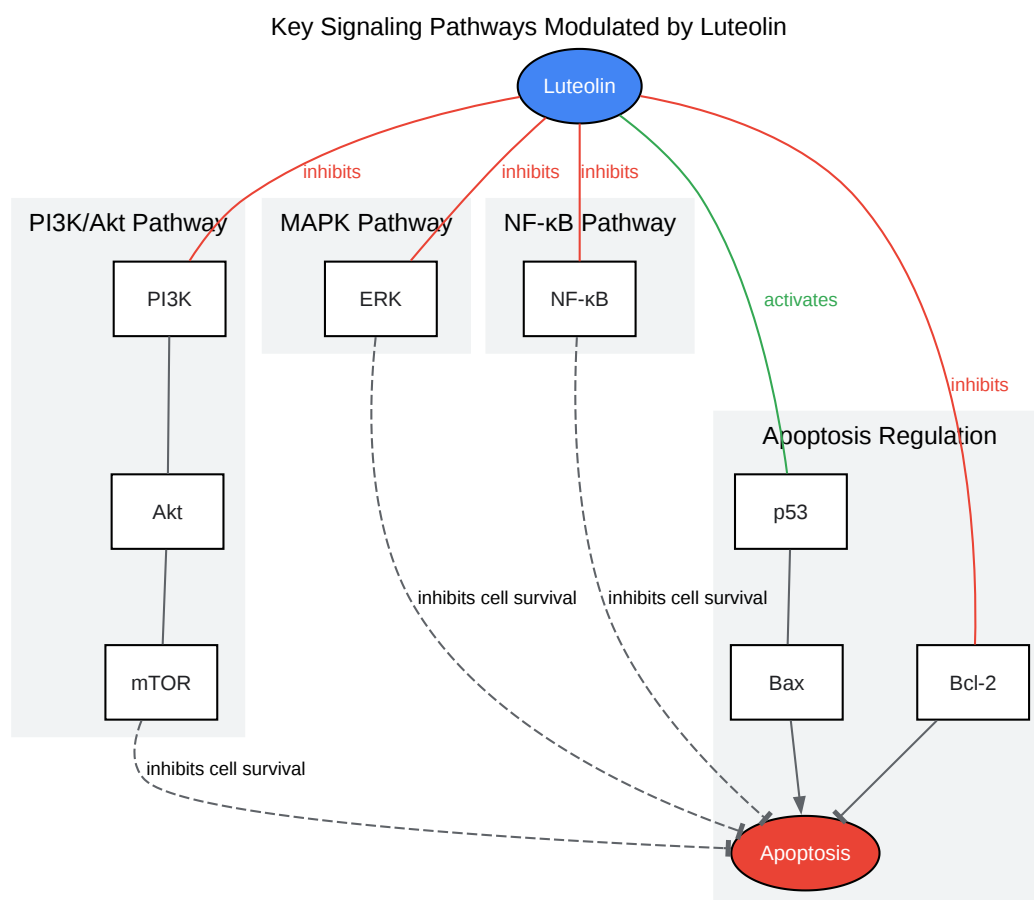 Key Signaling Pathways Modulated by Luteolin
Luteolin
inhibits
inhibits
inhibits
PI3K/Akt Pathway
MAPK Pathway
NF-κB Pathway
PI3K
ERK
NF-κB
activates
inhibits
Apoptosis Regulation
Akt
p53
inhibits cell survival
inhibits cell survival
mTOR
Bax
Bcl-2
inhibits cell survival
Apoptosis